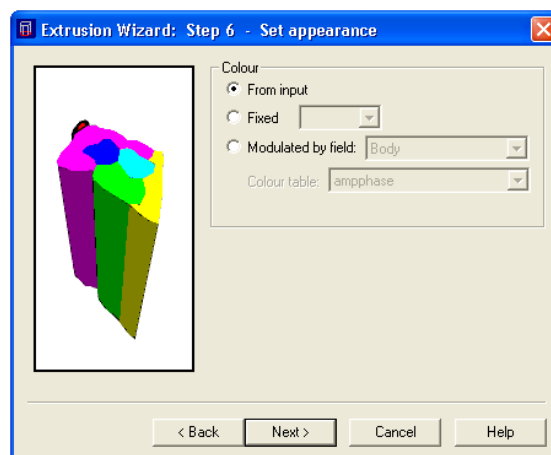 Extrusion Wizard: Step 6 - Set appearance
Colour
From input
Fixed
Modulated by field: Body
Colour table: ampphase
< Back Next > Cancel Help